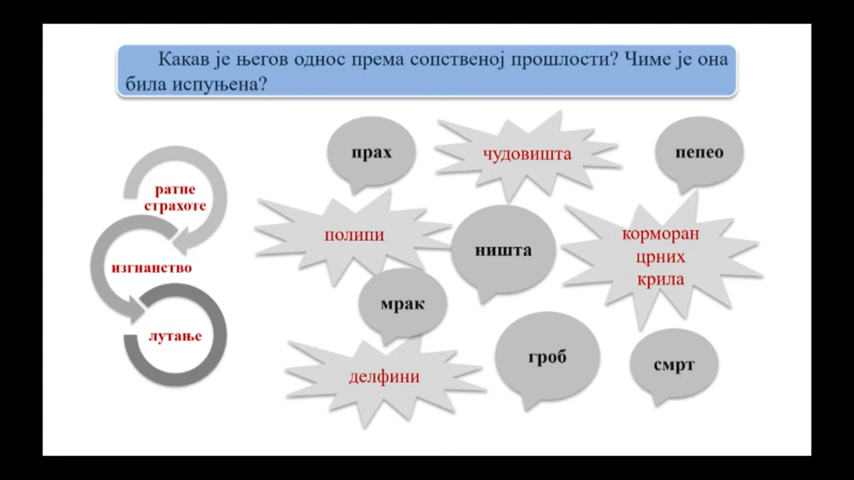 Какав је његов однос према сопственој прошлости? Чиме је она
била испуњена?
прах
чудовишта
пепео
ратне
страхоте
полипи
ништа
корморан
црних
крила
изгнанство
мрак
лутање
делфини
гроб
смрт